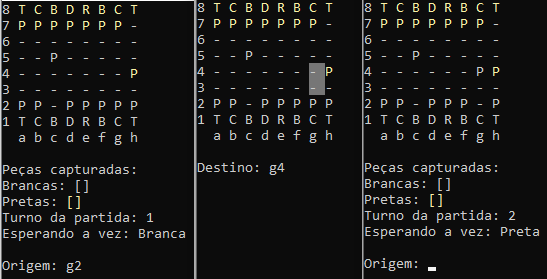 8 T C B D R B C T
7 P P P P P P P -
6 - - - - - - - -
5 - - P - - - - -
4 - - - - - - - P
3 - - - - - - - -
2 P P - P P P P P
1 T C B D R B C T
a b c d e f g h
Peças capturadas:
Brancas: []
Pretas: []
Turno da partida: 1
Esperando a vez: Branca
Origem: g2
8 T C B D R B C T
7 P P P P P P P -
6 - - - - - - - -
5 - - P - - - - -
4 - - - - - - - P
3 - - - - - - - -
2 P P - P P P P P
1 T C B D R B C T
a b c d e f g h
Destino: g4
8 T C B D R B C T
7 P P P P P P P -
6 - - - - - - - -
5 - - P - - - - -
4 - - - - - - P P
3 - - - - - - - -
2 P P - P P P - P
1 T C B D R B C T
a b c d e f g h
Peças capturadas:
Brancas: []
Pretas: []
Turno da partida: 2
Esperando a vez: Preta
Origem: